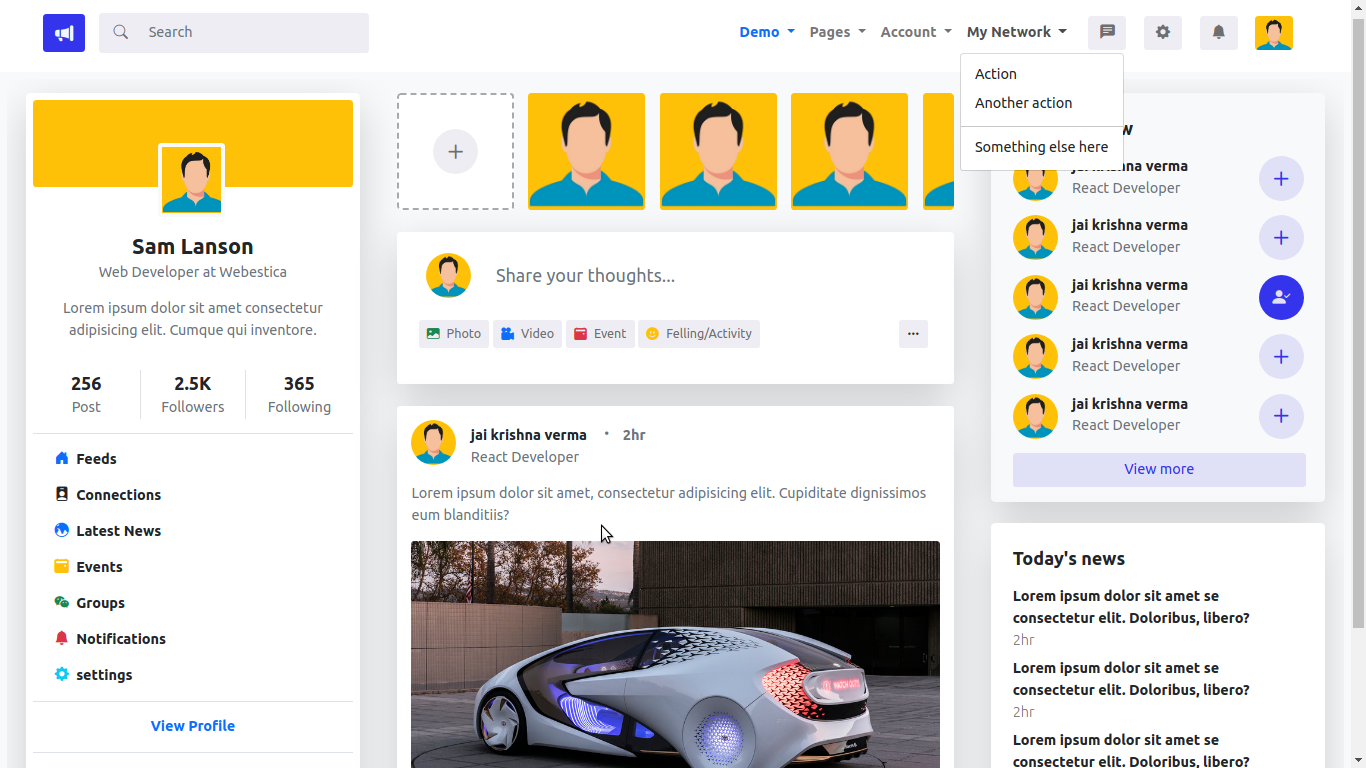 Search
Demo
Pages
Account
My Network
Action
Another action
Something else here
Sam Lanson
Web Developer at Webestica
Lorem ipsum dolor sit amet consectetur
adipisicing elit. Cumque qui inventore.
256
Post
2.5K
Followers
365
Following
Feeds
Connections
Latest News
Events
Groups
Notifications
settings
View Profile
Share your thoughts...
Photo
Video
Event
Felling/Activity
jai krishna verma • 2hr
React Developer
Lorem ipsum dolor sit amet, consectetur adipisicing elit. Cupiditate dignissimos
eum blanditiis?
WATCH OUT!
jai krishna verma
React Developer
jai krishna verma
React Developer
jai krishna verma
React Developer
jai krishna verma
React Developer
jai krishna verma
React Developer
View more
Today's news
Lorem ipsum dolor sit amet se
consectetur elit. Doloribus, libero?
2hr
Lorem ipsum dolor sit amet se
consectetur elit. Doloribus, libero?
2hr
Lorem ipsum dolor sit amet se
consectetur elit. Doloribus, libero?